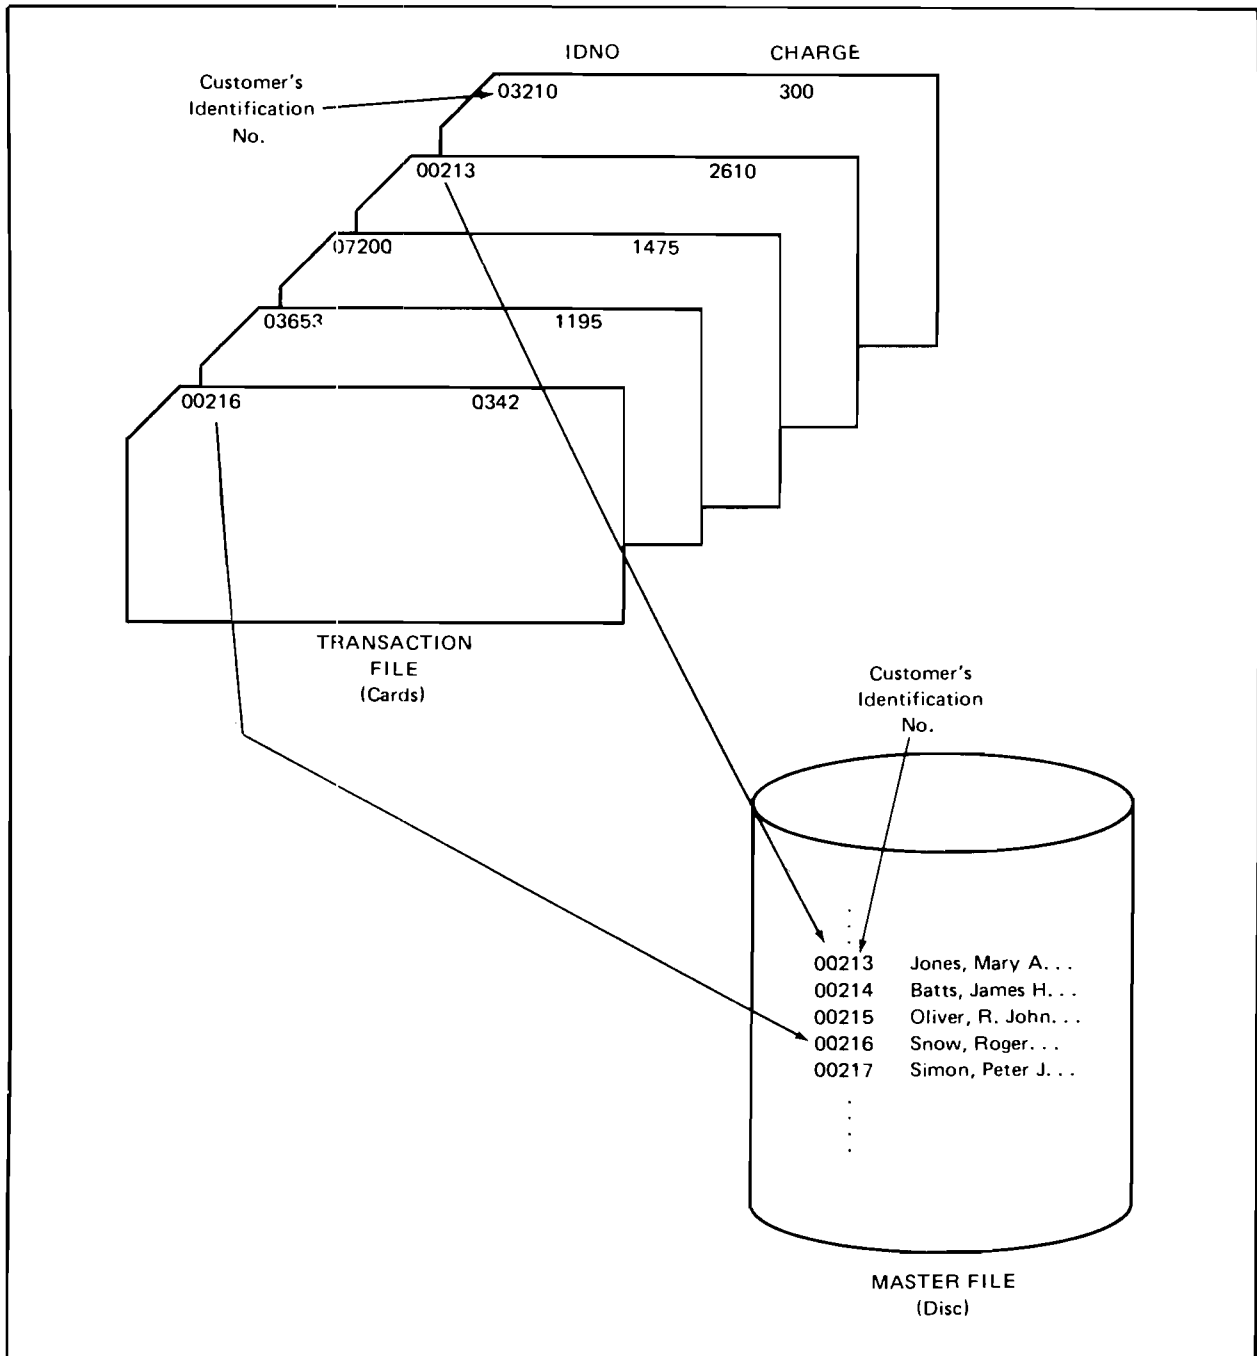 IDNO CHARGE
Customer's
Identification
No.
03210 300
00213 2610
07200 1475
03653 1195
00216 0342
TRANSACTION
FILE
(Cards)
Customer's
Identification
No.
00213 Jones, Mary A. . .
00214 Batts, James H. . .
00215 Oliver, R. John. . .
00216 Snow, Roger. . .
00217 Simon, Peter J. . .
MASTER FILE
(Disc)